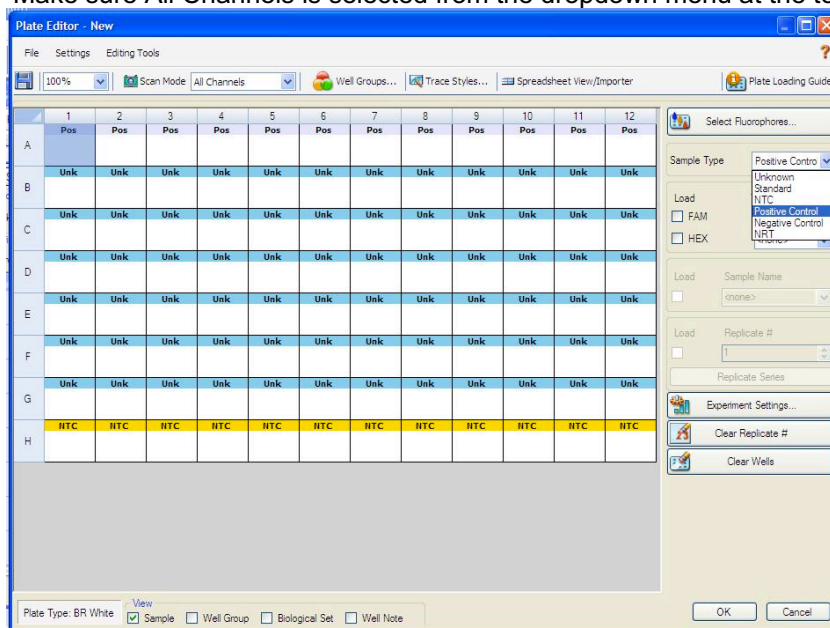 Make sure All Channels is selected from the dropdown menu at the
Plate Editor - New
File Settings Editing Tools
100% Scan Mode All Channels Well Groups... Trace Styles... Spreadsheet View/Importer Plate Loading Guide
1 2 3 4 5 6 7 8 9 10 11 12
Pos Pos Pos Pos Pos Pos Pos Pos Pos Pos Pos Pos
A
Unk Unk Unk Unk Unk Unk Unk Unk Unk Unk Unk Unk
B
Unk Unk Unk Unk Unk Unk Unk Unk Unk Unk Unk Unk
C
Unk Unk Unk Unk Unk Unk Unk Unk Unk Unk Unk Unk
D
Unk Unk Unk Unk Unk Unk Unk Unk Unk Unk Unk Unk
E
Unk Unk Unk Unk Unk Unk Unk Unk Unk Unk Unk Unk
F
Unk Unk Unk Unk Unk Unk Unk Unk Unk Unk Unk Unk
G
NTC NTC NTC NTC NTC NTC NTC NTC NTC NTC NTC NTC
H
Select Fluorophores...
Sample Type Positive Contro
Unknown
Standard
NTC
Positive Control
Negative Control
NRT
Load
FAM
HEX <none>
Load Sample Name
<none>
Load Replicate #
1
Replicate Series
Experiment Settings...
Clear Replicate #
Clear Wells
Plate Type: BR White
View
Sample Well Group Biological Set Well Note
OK Cancel